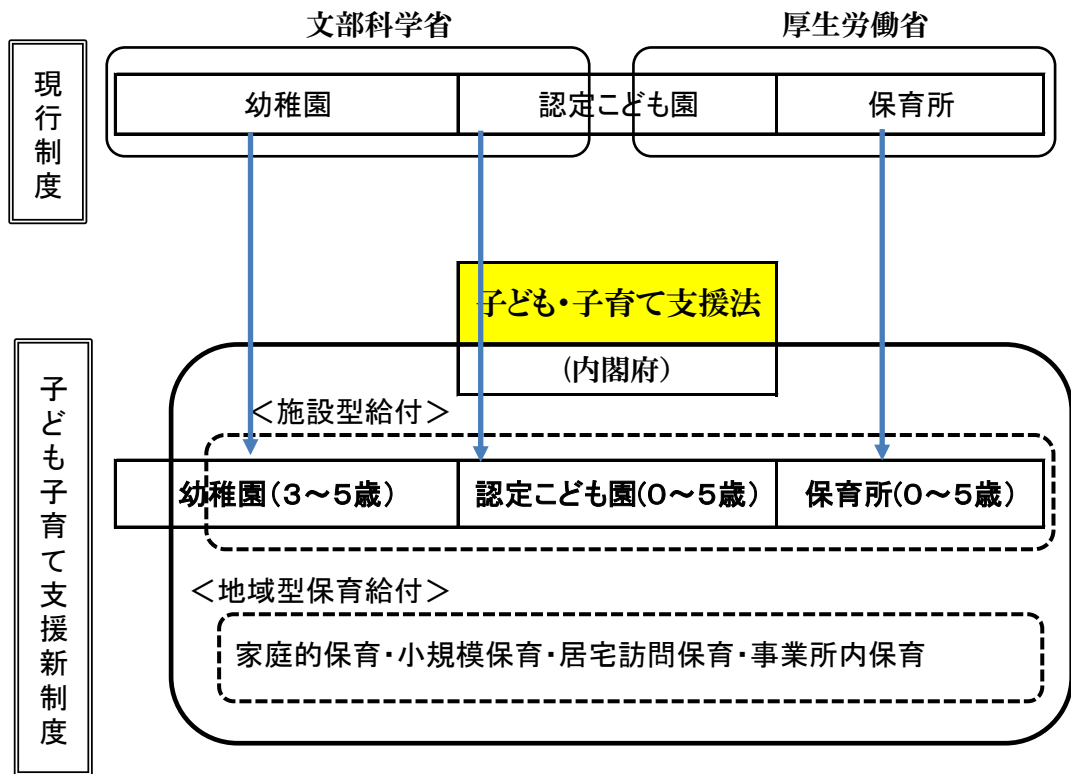 文部科学省
厚生労働省
現行制度
幼稚園
認定こども園
保育所
子ども・子育て支援法
(内閣府)
子ども子育て支援新制度
＜施設型給付＞
幼稚園(3～5歳)
認定こども園(0～5歳)
保育所(0～5歳)
＜地域型保育給付＞
家庭的保育・小規模保育・居宅訪問保育・事業所内保育